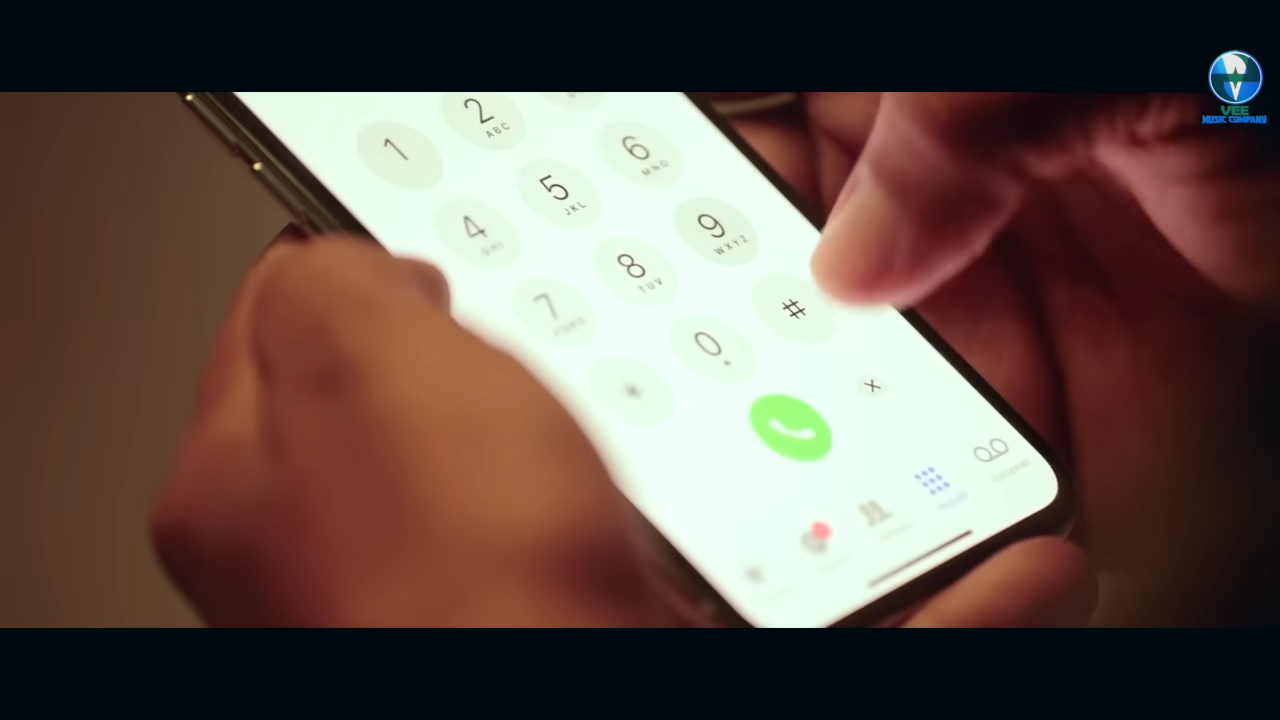 VEE
MUSIC COMPANY
1
2
ABC
4
GHI
5
JKL
6
MNO
7
PQRS
8
TUV
9
WXYZ
*
0
+
#
×
Voicemail